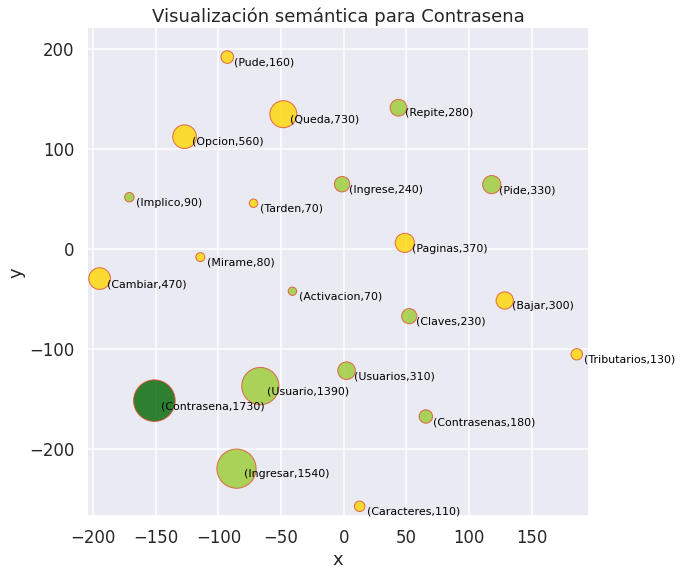 Visualización semántica para Contrasena
200
(Pude,160)
(Queda,730)
(Repite,280)
(Opcion,560)
100
(Ingrese,240)
(Pide,330)
(Implico,90)
(Tarden,70)
(Paginas,370)
0
(Mirame,80)
(Cambiar,470)
(Activacion,70)
(Bajar,300)
(Claves,230)
−100
(Tributarios,130)
(Usuarios,310)
(Usuario,1390)
(Contrasena,1730)
(Contrasenas,180)
−200
(Ingresar,1540)
(Caracteres,110)
y
−200 −150 −100 −50 0 50 100 150
x